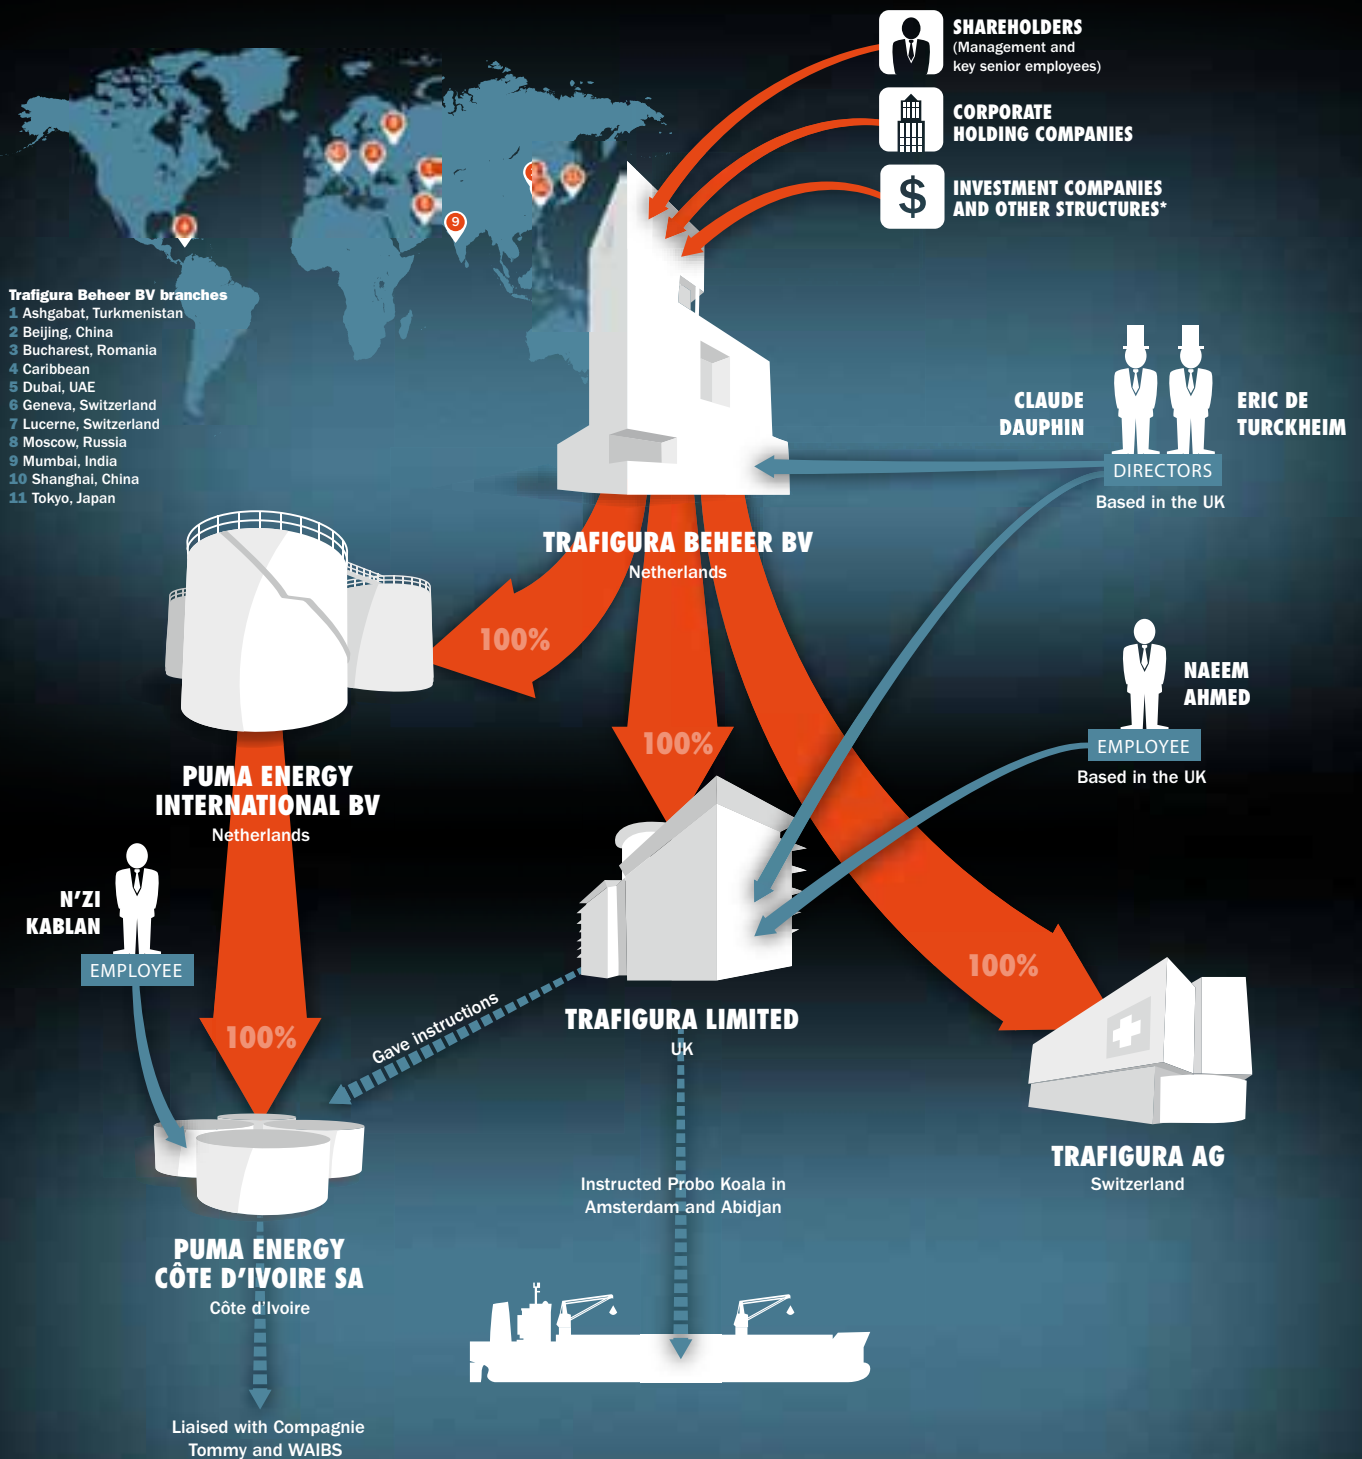 SHAREHOLDERS
(Management and
key senior employees)
CORPORATE
HOLDING COMPANIES
$
INVESTMENT COMPANIES
AND OTHER STRUCTURES*
9
Trafigura Beheer BV branches
1 Ashgabat, Turkmenistan
2 Beijing, China
3 Bucharest, Romania
4 Caribbean
5 Dubai, UAE
6 Geneva, Switzerland
7 Lucerne, Switzerland
8 Moscow, Russia
9 Mumbai, India
10 Shanghai, China
11 Tokyo, Japan
CLAUDE
DAUPHIN
ERIC DE
TURCKHEIM
DIRECTORS
Based in the UK
TRAFIGURA BEHEER BV
Netherlands
100%
100%
NAEEM
AHMED
EMPLOYEE
Based in the UK
PUMA ENERGY
INTERNATIONAL BV
Netherlands
N'ZI
KABLAN
EMPLOYEE
100%
100%
Gave instructions
TRAFIGURA LIMITED
UK
TRAFIGURA AG
Switzerland
Instructed Probo Koala in
Amsterdam and Abidjan
PUMA ENERGY
CÔTE D'IVOIRE SA
Côte d'Ivoire
Liaised with Compagnie
Tommy and WAIBS